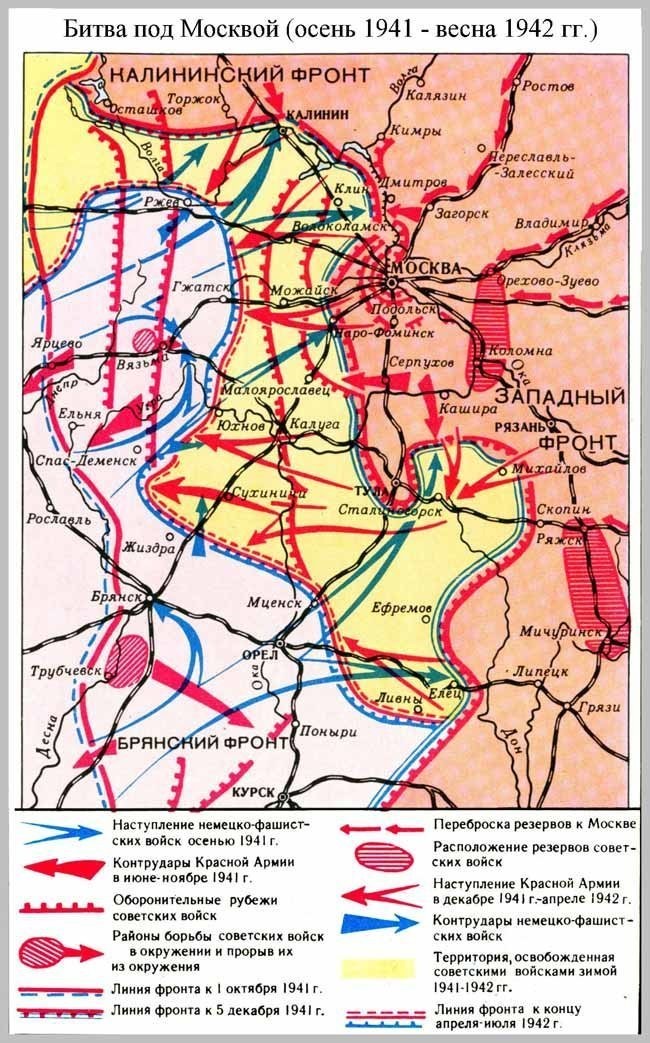 Битва под Москвой (осень 1941 - весна 1942 гг.)
КАЛИНИНСКИЙ ФРОНТ
Волга
Ростов
Торжок
Калязин
Осташков
КАЛИНИН
Кимры
Волга
Переславль-
Залесский
Клин
Дмитров
Ржев
Загорск
Владимир
Волоколамск
Клязьма
МОСКВА
Гжатск
Можайск
Орехово-Зуево
Подольск
Наро-Фоминск
Ярцево
Вязьма
Серпухов
Коломна
Днепр
Ока
Малоярославец
ЗАПАДНЫЙ
Угра
Кашира
Ельня
Юхнов
Калуга
РЯЗАНЬ
ФРОНТ
Спас-Деменск
Михайлов
Сухиничи
ТУЛА
Сталиногорск
Скопин
Рославль
Ряжск
Жиздра
Брянск
Мценск
Ефремов
Мичуринск
ОРЕЛ
Трубчевск
Ока
Липецк
Елец
Ливны
Грязи
Десна
Поныри
Дон
БРЯНСКИЙ ФРОНТ
КУРСК
Наступление немецко-фашист-
ских войск осенью 1941 г.
Контрудары Красной Армии
в июне-ноябре 1941 г.
Оборонительные рубежи
советских войск
Районы борьбы советских войск
в окружении и прорыв их
из окружения
Линия фронта к 1 октября 1941 г.
Линия фронта к 5 декабря 1941 г.
Переброска резервов к Москве
Расположение резервов совет-
ских войск
Наступление Красной Армии
в декабре 1941 г.-апреле 1942 г.
Контрудары немецко-фашист-
ских войск
Территория, освобожденная
советскими войсками зимой
1941-1942 гг.
Линия фронта к концу
апреля-июля 1942 г.